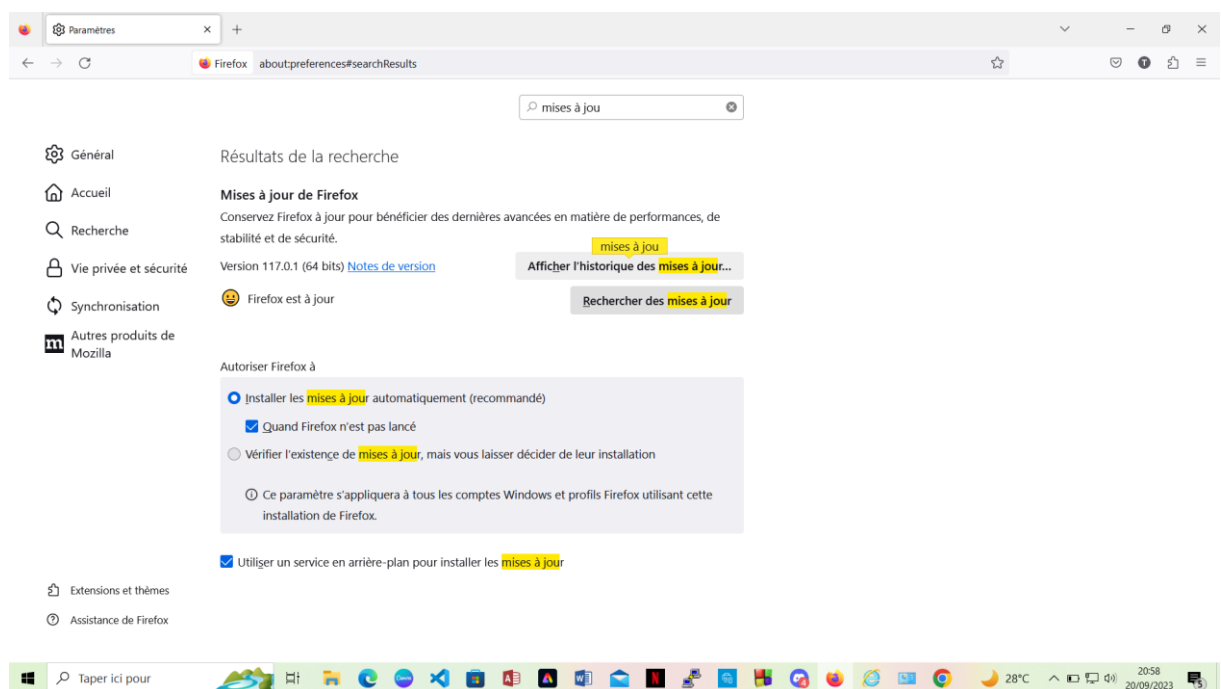 Paramètres
Firefox about:preferences#searchResults
T
mises à jou
Général
Accueil
Recherche
Vie privée et sécurité
Synchronisation
m Autres produits de
Mozilla
Extensions et thèmes
Assistance de Firefox
Résultats de la recherche
Mises à jour de Firefox
Conservez Firefox à jour pour bénéficier des dernières avancées en matière de performances, de
stabilité et de sécurité.
mises à jou
Version 117.0.1 (64 bits) Notes de version
Afficher l'historique des mises à jour...
Firefox est à jour
Rechercher des mises à jour
Autoriser Firefox à
Installer les mises à jour automatiquement (recommandé)
Quand Firefox n'est pas lancé
Vérifier l'existence de mises à jour, mais vous laisser décider de leur installation
Ce paramètre s'appliquera à tous les comptes Windows et profils Firefox utilisant cette
installation de Firefox.
Utiliser un service en arrière-plan pour installer les mises à jour
Taper ici pour
28°C
20:58
20/09/2023
5